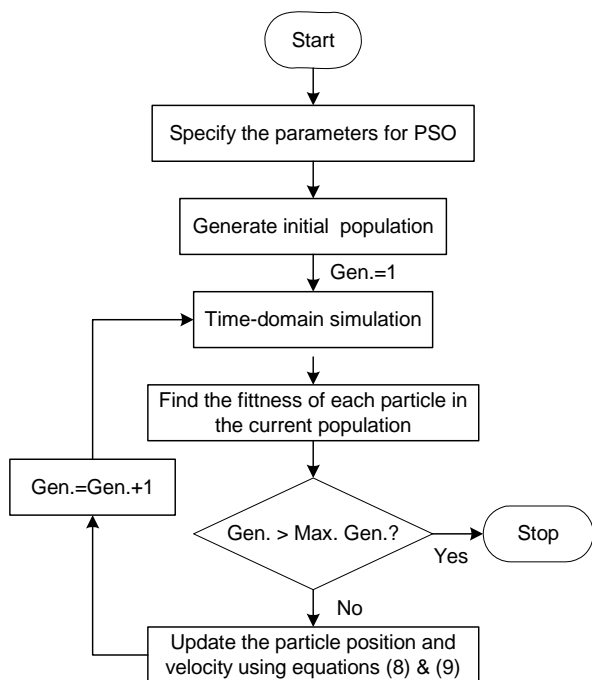 Start
Specify the parameters for PSO
Generate initial population
Gen.=1
Time-domain simulation
Find the fittness of each particle in
the current population
Gen.=Gen.+1
Gen. > Max. Gen.?
Stop
Yes
No
Update the particle position and
velocity using equations (8) & (9)